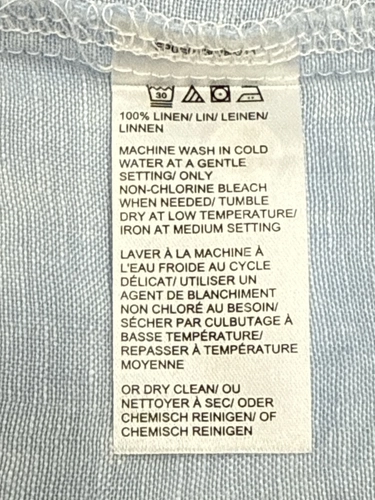 30
100% LINEN/ LIN/ LEINEN/
LINNEN
MACHINE WASH IN COLD
WATER AT A GENTLE
SETTING/ ONLY
NON-CHLORINE BLEACH
WHEN NEEDED/ TUMBLE
DRY AT LOW TEMPERATURE/
IRON AT MEDIUM SETTING
LAVER À LA MACHINE À
L'EAU FROIDE AU CYCLE
DÉLICAT/ UTILISER UN
AGENT DE BLANCHIMENT
NON CHLORÉ AU BESOIN/
SÉCHER PAR CULBUTAGE À
BASSE TEMPÉRATURE/
REPASSER À TEMPÉRATURE
MOYENNE
OR DRY CLEAN/ OU
NETTOYER À SEC/ ODER
CHEMISCH REINIGEN/ OF
CHEMISCH REINIGEN